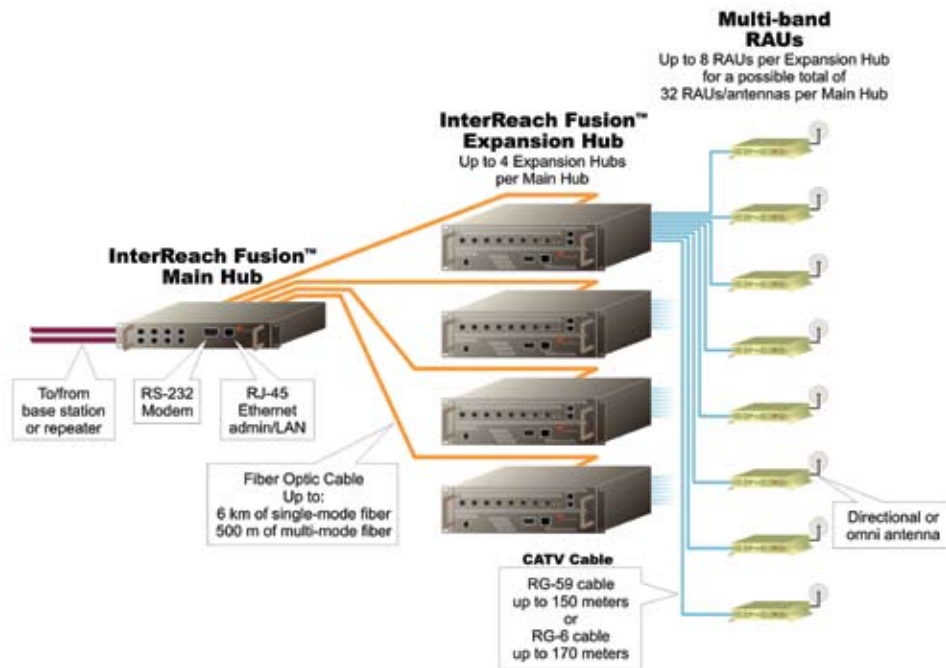 Multi-band
RAUs
Up to 8 RAUs per Expansion Hub
for a possible total of
32 RAUs/antennas per Main Hub
InterReach Fusion™
Expansion Hub
Up to 4 Expansion Hubs
per Main Hub
InterReach Fusion™
Main Hub
To/from
base station
or repeater
RS-232
Modem
RJ-45
Ethernet
admin/LAN
Fiber Optic Cable
Up to:
6 km of single-mode fiber
500 m of multi-mode fiber
Directional or
omni antenna
CATV Cable
RG-59 cable
up to 150 meters
or
RG-6 cable
up to 170 meters